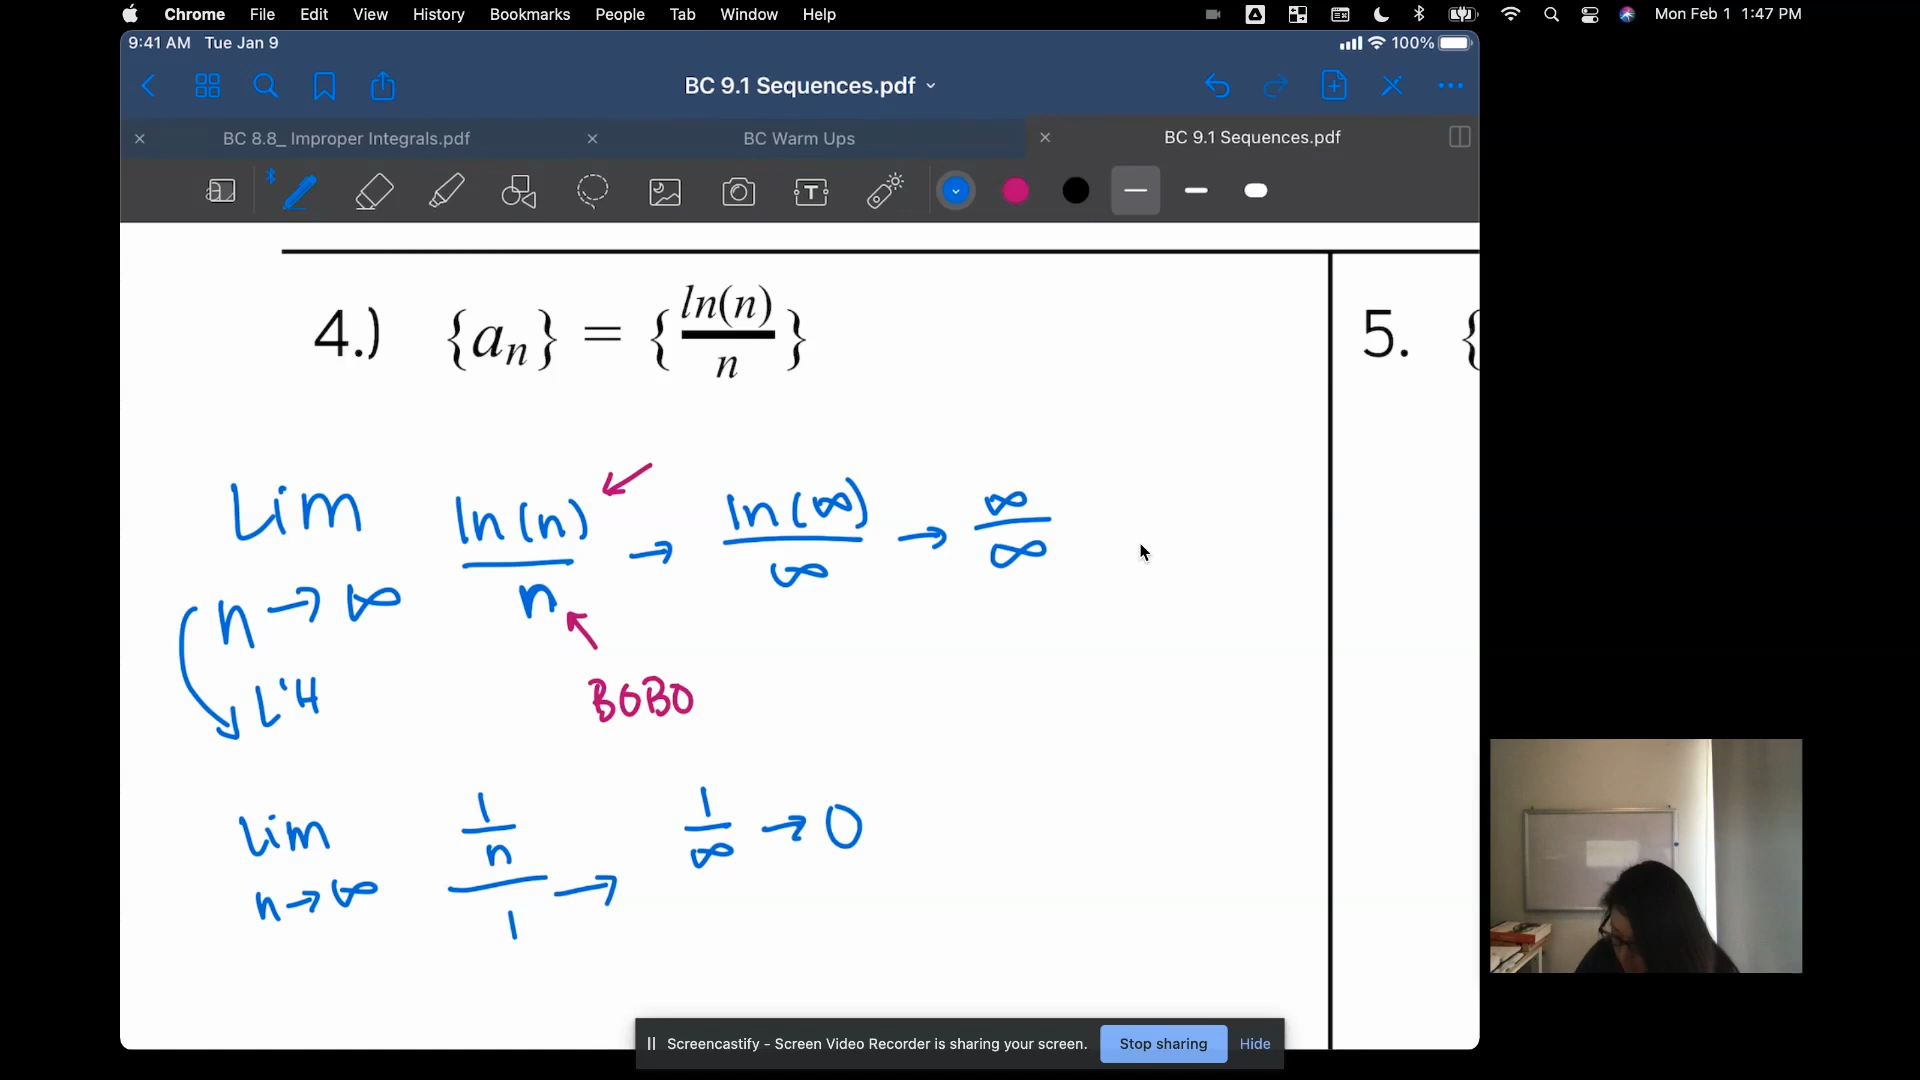 Chrome File Edit View History Bookmarks People Tab Window Help Mon Feb 1 1:47 PM
9:41 AM Tue Jan 9 100%
BC 9.1 Sequences.pdf
BC 8.8_ Improper Integrals.pdf BC Warm Ups BC 9.1 Sequences.pdf
4.) {aₙ} = {ln(n)/n} 5. {
Lim n→∞ ln(n)/n → ln(∞)/∞ → ∞/∞
L'H BOBO
lim n→∞ (1/n)/1 → 1/∞ → 0
Screencastify - Screen Video Recorder is sharing your screen. Stop sharing Hide